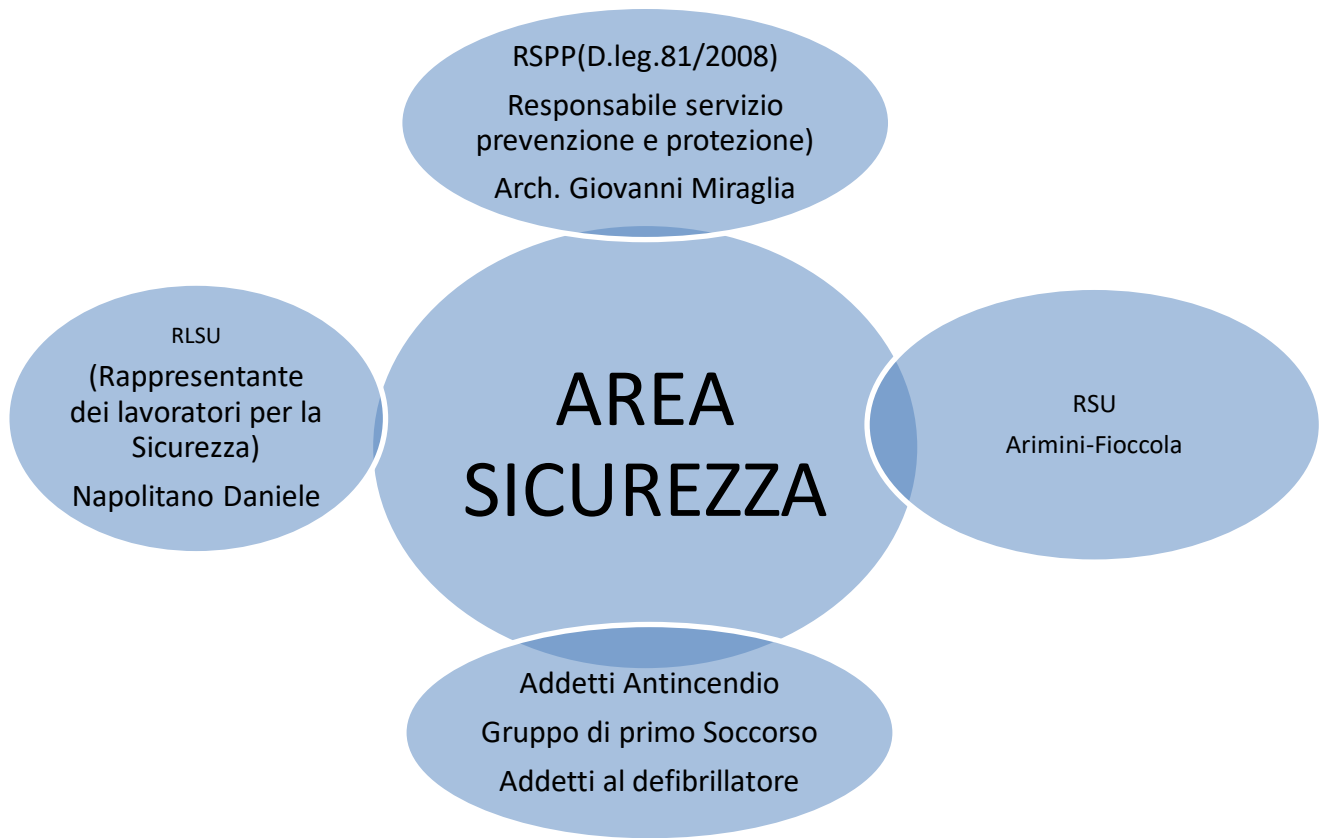 RSPP(D.leg.81/2008)
Responsabile servizio
prevenzione e protezione)
Arch. Giovanni Miraglia
RLSU
(Rappresentante
dei lavoratori per la
Sicurezza)
Napolitano Daniele
AREA
SICUREZZA
RSU
Arimini-Fioccola
Addetti Antincendio
Gruppo di primo Soccorso
Addetti al defibrillatore